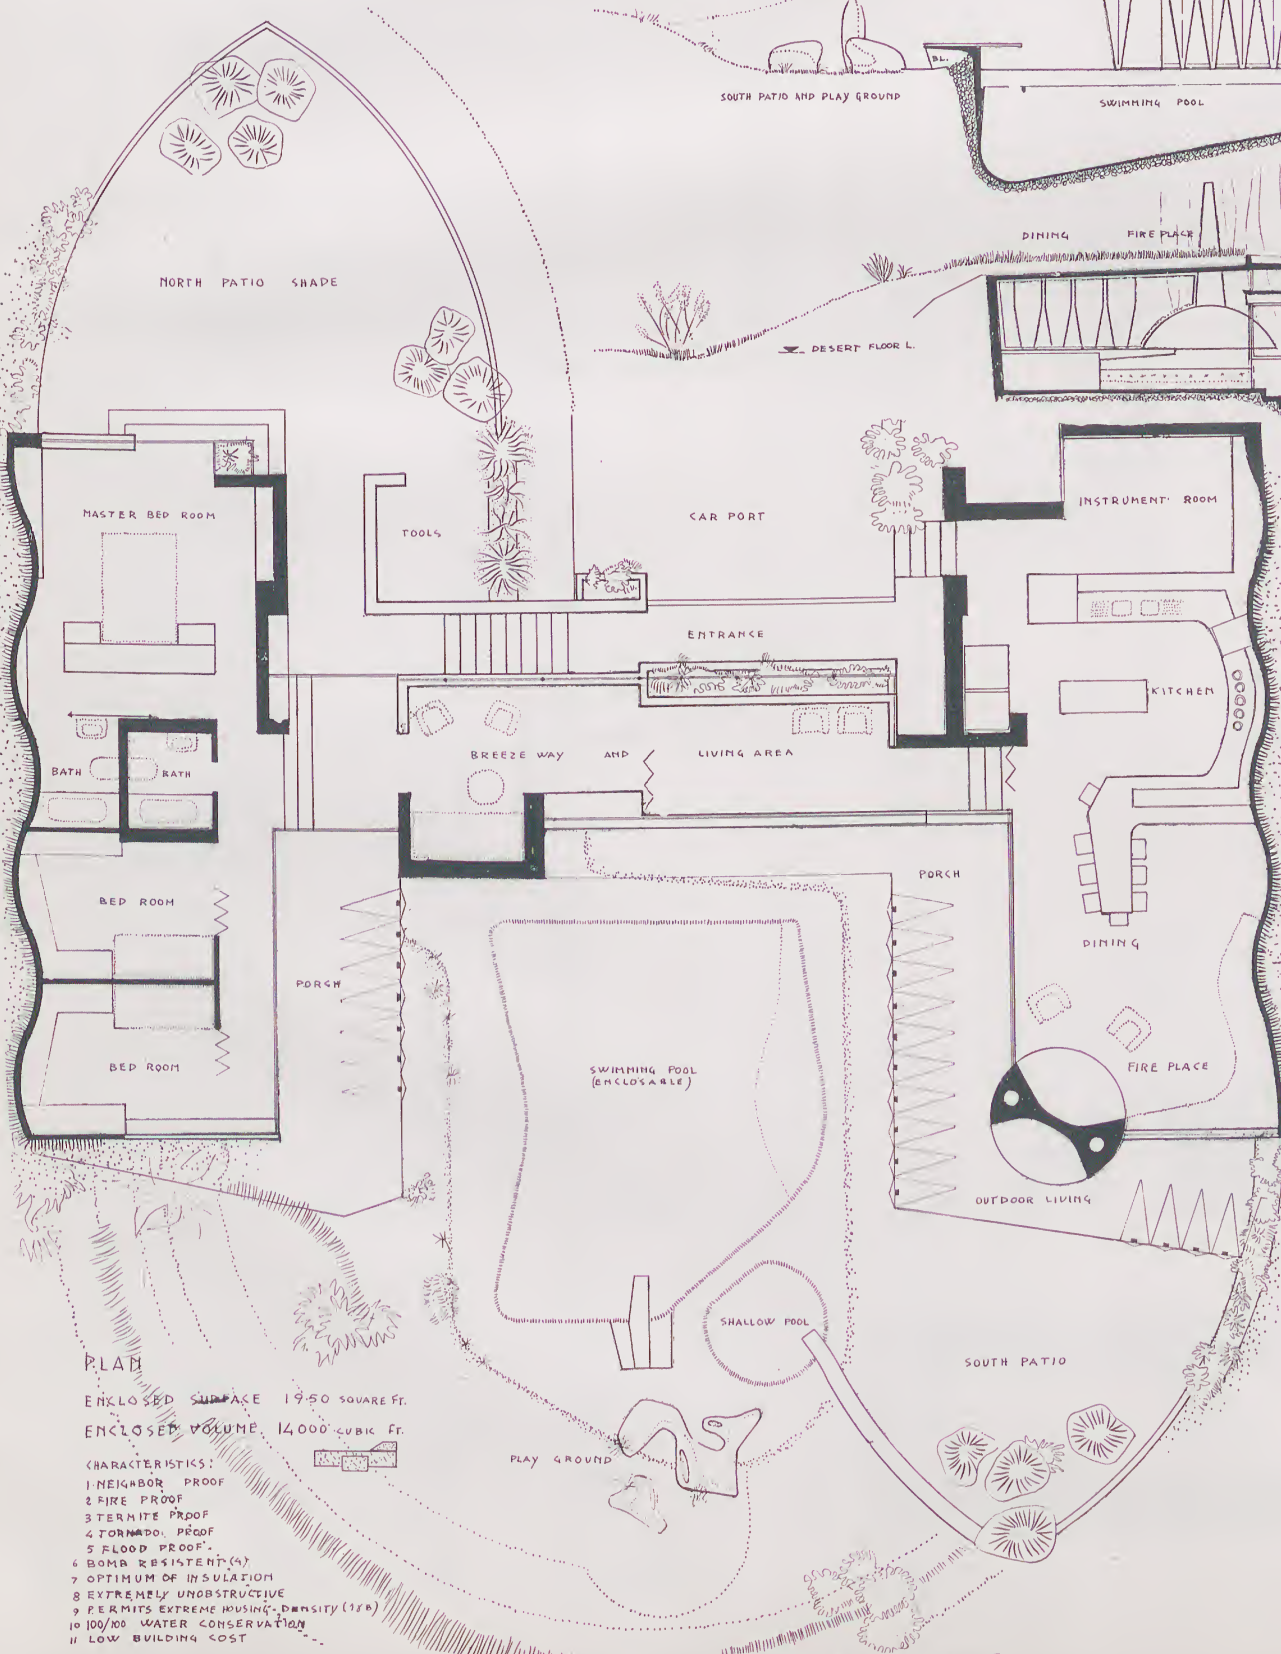 BL.
SOUTH PATIO AND PLAY GROUND
SWIMMING POOL
DINING
FIRE PLACE
NORTH PATIO SHADE
DESERT FLOOR L.
MASTER BED ROOM
TOOLS
CAR PORT
INSTRUMENT ROOM
ENTRANCE
KITCHEN
BREEZE WAY AND LIVING AREA
BATH
BATH
BED ROOM
PORCH
PORCH
DINING
BED ROOM
SWIMMING POOL
(ENCLOSABLE)
FIRE PLACE
OUTDOOR LIVING
SHALLOW POOL
SOUTH PATIO
PLAY GROUND
PLAN
ENCLOSED SURFACE 1950 SQUARE FT.
ENCLOSED VOLUME. 14000 CUBIC FT.
CHARACTERISTICS:
1 NEIGHBOR PROOF
2 FIRE PROOF
3 TERMITE PROOF
4 TORNADO PROOF
5 FLOOD PROOF.
6 BOMB RESISTENT (4)
7 OPTIMUM OF INSULATION
8 EXTREMELY UNOBSTRUCTIVE
9 PERMITS EXTREME HOUSING-DENSITY
10 100/100 WATER CONSERVATION
11 LOW BUILDING COST